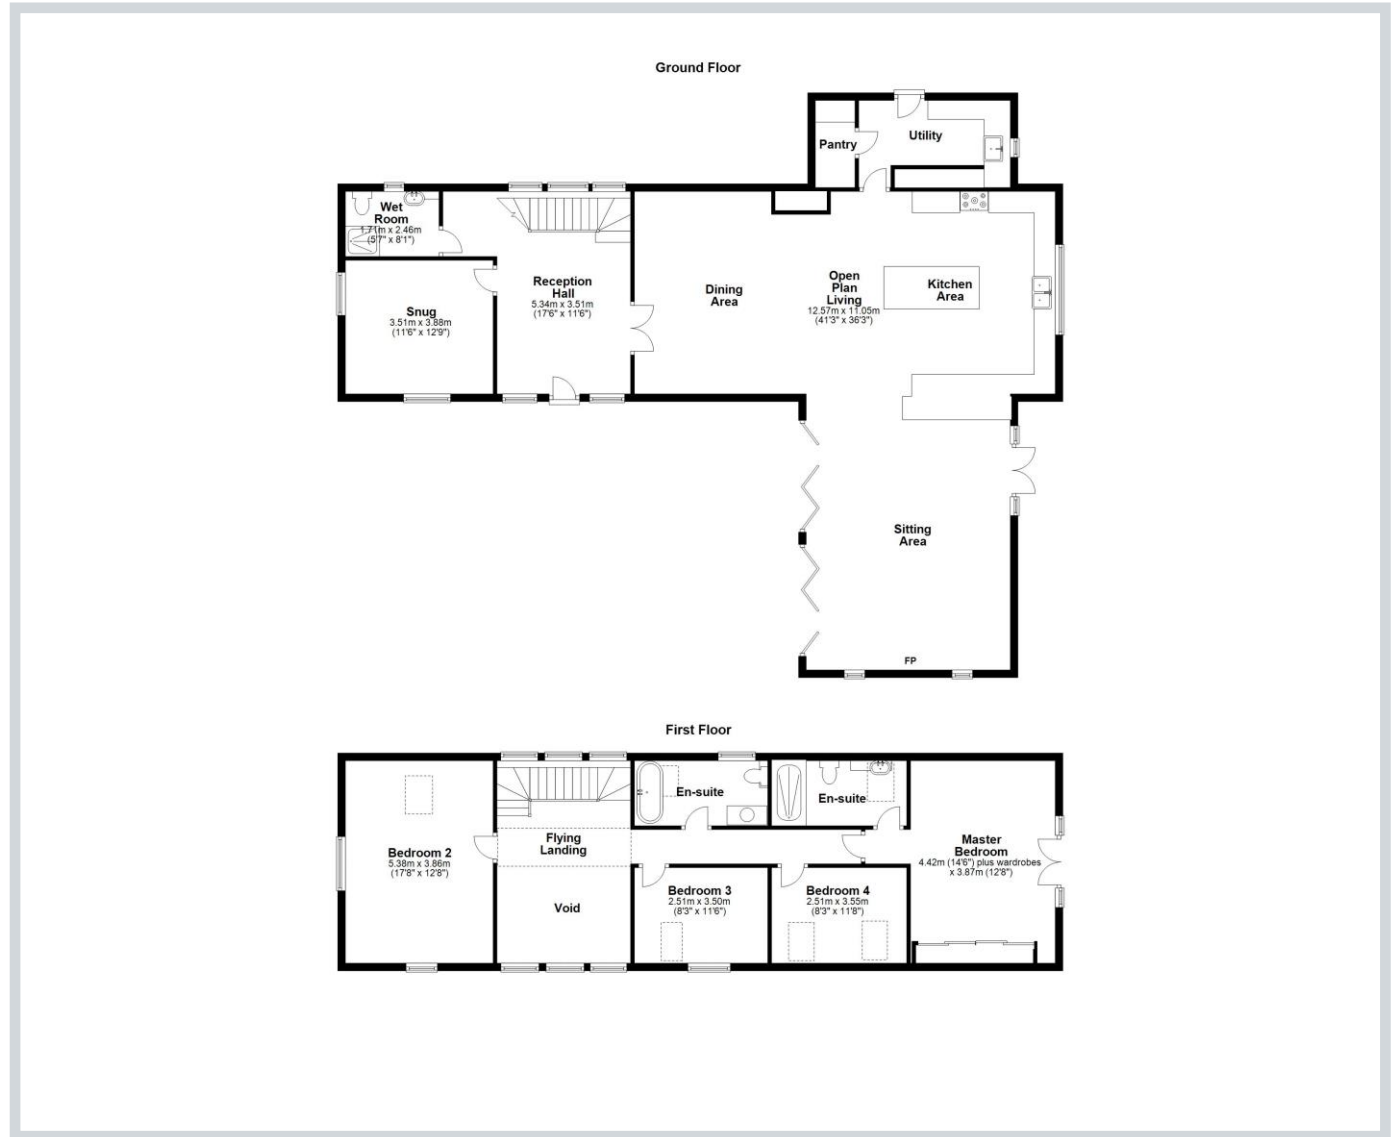 Ground Floor
Utility
Pantry
Wet
Room
1.71m x 2.46m
(5'7" x 8'1")
Reception
Hall
5.34m x 3.51m
(17'6" x 11'6")
Snug
3.51m x 3.88m
(11'6" x 12'9")
Dining
Area
Open
Plan
Living
12.57m x 11.05m
(41'3" x 36'3")
Kitchen
Area
Sitting
Area
FP
First Floor
En-suite
En-suite
Bedroom 2
5.38m x 3.86m
(17'8" x 12'8")
Flying
Landing
Void
Master
Bedroom
4.42m (14'6") plus wardrobes
x 3.87m (12'8")
Bedroom 3
2.51m x 3.50m
(8'3" x 11'6")
Bedroom 4
2.51m x 3.55m
(8'3" x 11'8")